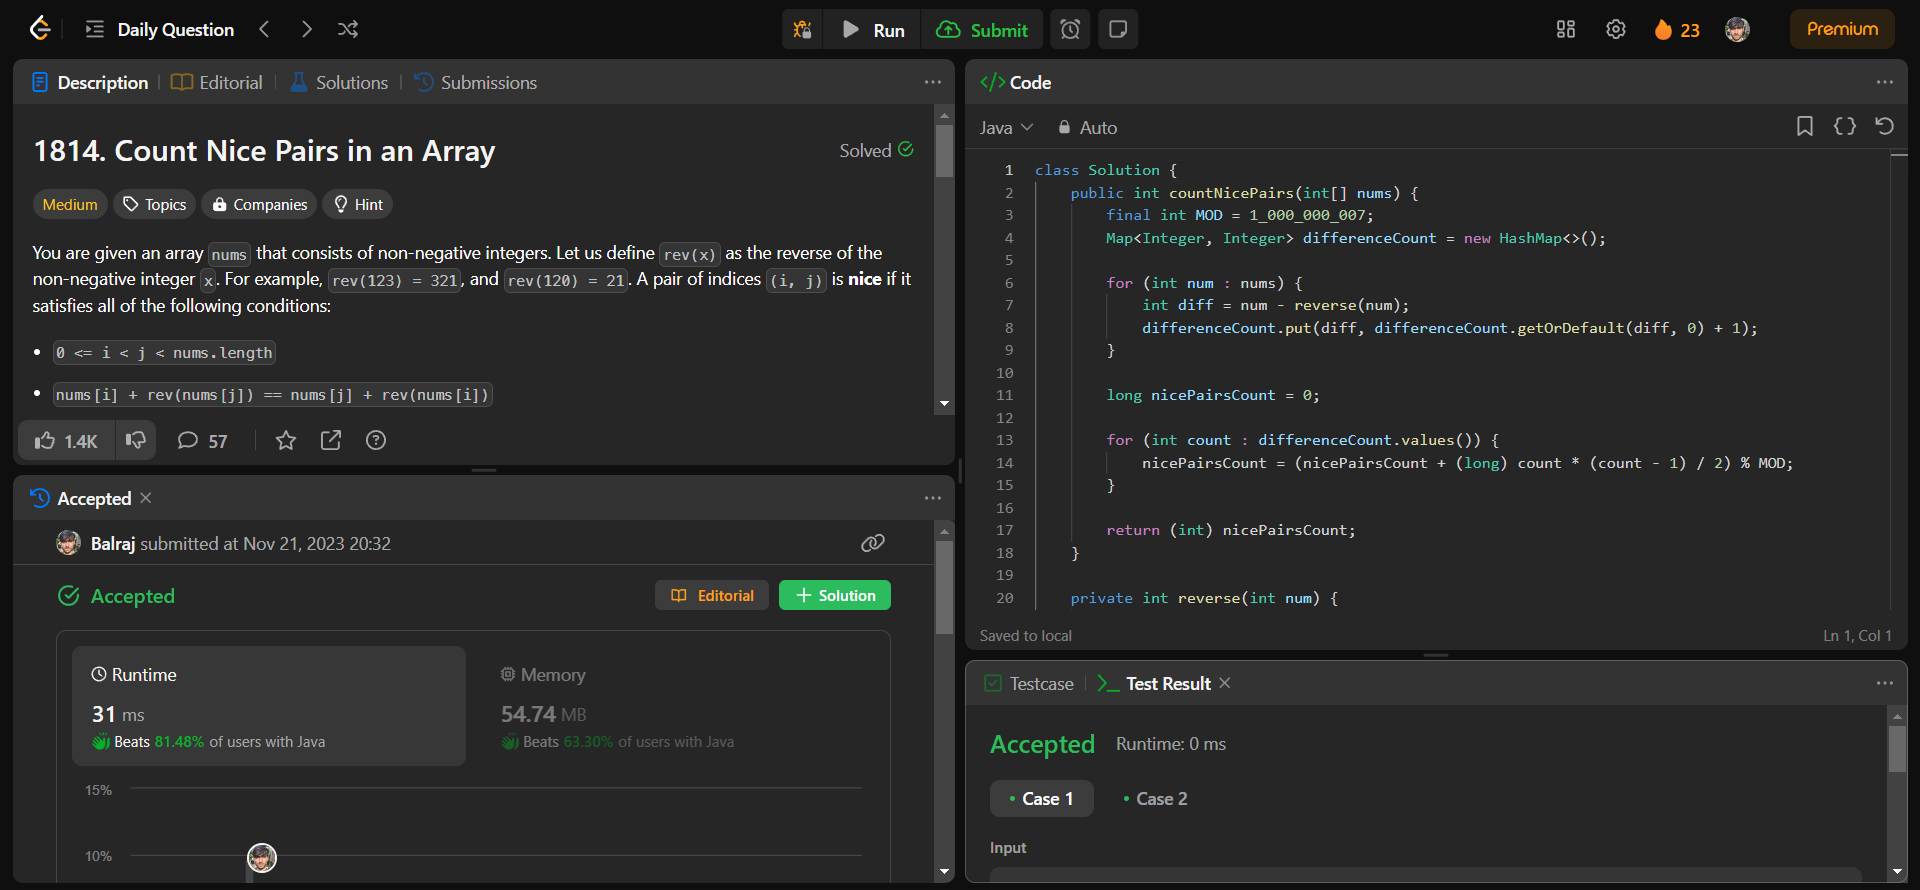 Daily Question
Run
Submit
23
Premium
Description
Editorial
Solutions
Submissions
1814. Count Nice Pairs in an Array
Solved
Medium
Topics
Companies
Hint
You are given an array nums that consists of non-negative integers. Let us define rev(x) as the reverse of the
non-negative integer x. For example, rev(123) = 321, and rev(120) = 21. A pair of indices (i, j) is nice if it
satisfies all of the following conditions:
• 0 <= i < j < nums.length
• nums[i] + rev(nums[j]) == nums[j] + rev(nums[i])
1.4K
57
Accepted
Balraj submitted at Nov 21, 2023 20:32
Accepted
Editorial
+ Solution
Runtime
31 ms
Beats 81.48% of users with Java
Memory
54.74 MB
Beats 63.30% of users with Java
15%
10%
</> Code
Java
Auto
1 class Solution {
2     public int countNicePairs(int[] nums) {
3         final int MOD = 1_000_000_007;
4         Map<Integer, Integer> differenceCount = new HashMap<>();
5
6         for (int num : nums) {
7             int diff = num - reverse(num);
8             differenceCount.put(diff, differenceCount.getOrDefault(diff, 0) + 1);
9         }
10
11         long nicePairsCount = 0;
12
13         for (int count : differenceCount.values()) {
14             nicePairsCount = (nicePairsCount + (long) count * (count - 1) / 2) % MOD;
15         }
16
17         return (int) nicePairsCount;
18     }
19
20     private int reverse(int num) {
Saved to local
Ln 1, Col 1
Testcase
Test Result
Accepted
Runtime: 0 ms
• Case 1
• Case 2
Input